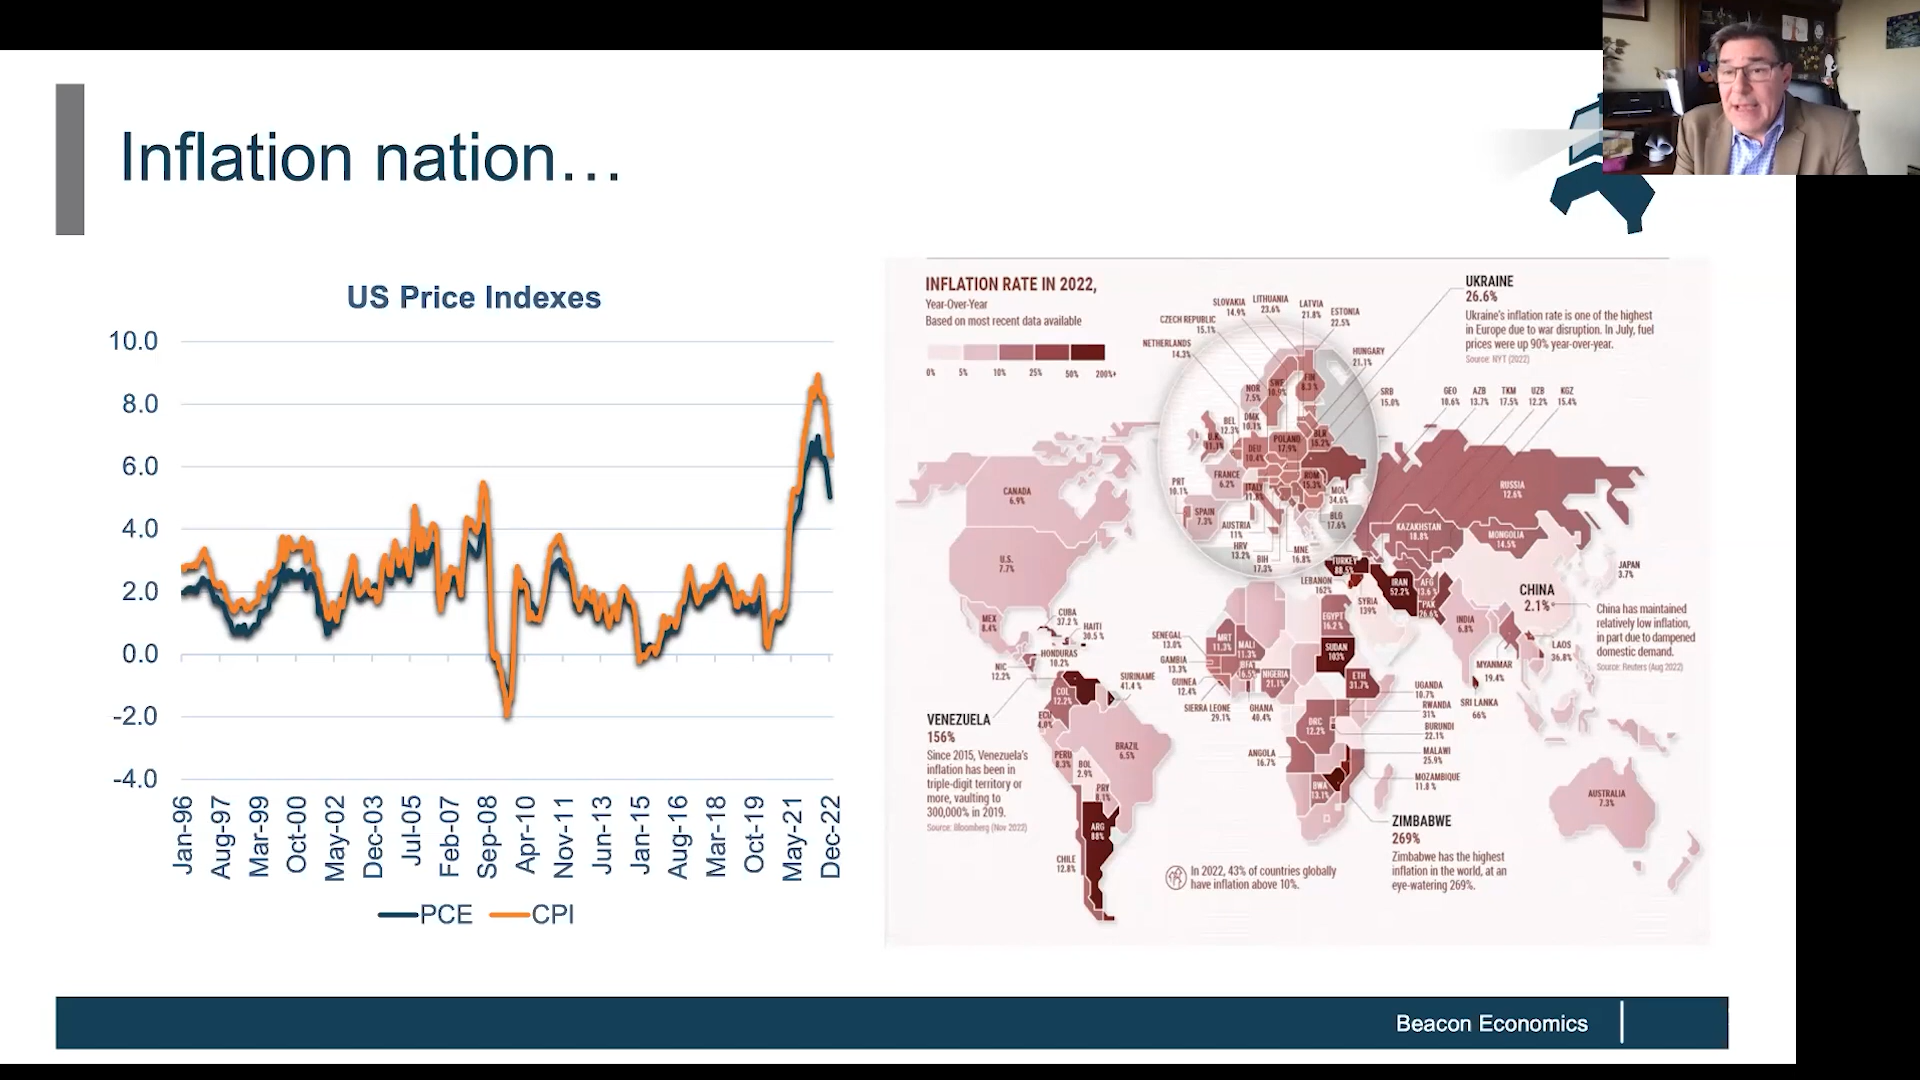 Inflation nation…
US Price Indexes
10.0
8.0
6.0
4.0
2.0
0.0
-2.0
-4.0
Jan-96
Aug-97
Mar-99
Oct-00
May-02
Dec-03
Jul-05
Feb-07
Sep-08
Apr-10
Nov-11
Jun-13
Jan-15
Aug-16
Mar-18
Oct-19
May-21
Dec-22
PCE
CPI
INFLATION RATE IN 2022,
Year-Over-Year
Based on most recent data available
0%
5%
10%
25%
50%
200%+
SLOVAKIA
14.9%
LITHUANIA
23.6%
LATVIA
21.8%
ESTONIA
22.5%
CZECH REPUBLIC
15.1%
NETHERLANDS
14.3%
HUNGARY
21.1%
UKRAINE
26.6%
Ukraine's inflation rate is one of the highest
in Europe due to war disruption. In July, fuel
prices were up 90% year-over-year.
Source: NYT (2022)
SRB
15.0%
GEO
10.6%
AZB
13.7%
TKM
17.5%
UZB
12.2%
KGZ
15.4%
NOR
7.5%
SWE
10.9%
FIN
8.3%
BEL
12.3%
DMK
10.1%
U.K.
11.1%
DEU
10.4%
POLAND
17.9%
BLR
15.2%
FRANCE
6.2%
ITALY
11.8%
ROM
15.3%
MOL
34.6%
PRT
10.1%
SPAIN
7.3%
AUSTRIA
11%
BLG
17.6%
HRV
13.2%
BIH
17.3%
MNE
16.8%
CANADA
6.9%
U.S.
7.7%
MEX
8.4%
CUBA
37.2%
HAITI
30.5%
HONDURAS
10.2%
NIC
12.2%
SURINAME
41.4%
COL
12.2%
ECU
4.0%
PERU
8.3%
BRAZIL
6.5%
BOL
2.9%
PRY
8.1%
ARG
88%
CHILE
12.8%
VENEZUELA
156%
Since 2015, Venezuela's
inflation has been in
triple-digit territory or
more, vaulting to
300,000% in 2019.
Source: Bloomberg (Nov 2022)
RUSSIA
12.6%
KAZAKHSTAN
18.8%
MONGOLIA
14.5%
JAPAN
3.7%
CHINA
2.1%
China has maintained
relatively low inflation,
in part due to dampened
domestic demand.
Source: Reuters (Aug 2022)
TURKEY
LEBANON
162%
SYRIA
139%
IRAN
52.2%
AFG
PAK
26.6%
INDIA
6.8%
LAOS
36.8%
MYANMAR
19.4%
SRI LANKA
66%
SENEGAL
13.0%
GAMBIA
13.3%
GUINEA
12.4%
SIERRA LEONE
29.1%
GHANA
40.4%
MRT
11.3%
MALI
11.3%
BFA
NIGERIA
21.1%
EGYPT
16.2%
SUDAN
103%
ETH
31.7%
UGANDA
10.7%
RWANDA
31%
BURUNDI
22.1%
DRC
12.2%
ANGOLA
16.7%
MALAWI
25.9%
MOZAMBIQUE
11.8%
BWA
13.1%
ZIMBABWE
269%
Zimbabwe has the highest
inflation in the world, at an
eye-watering 269%.
AUSTRALIA
7.3%
In 2022, 43% of countries globally
have inflation above 10%.
Beacon Economics